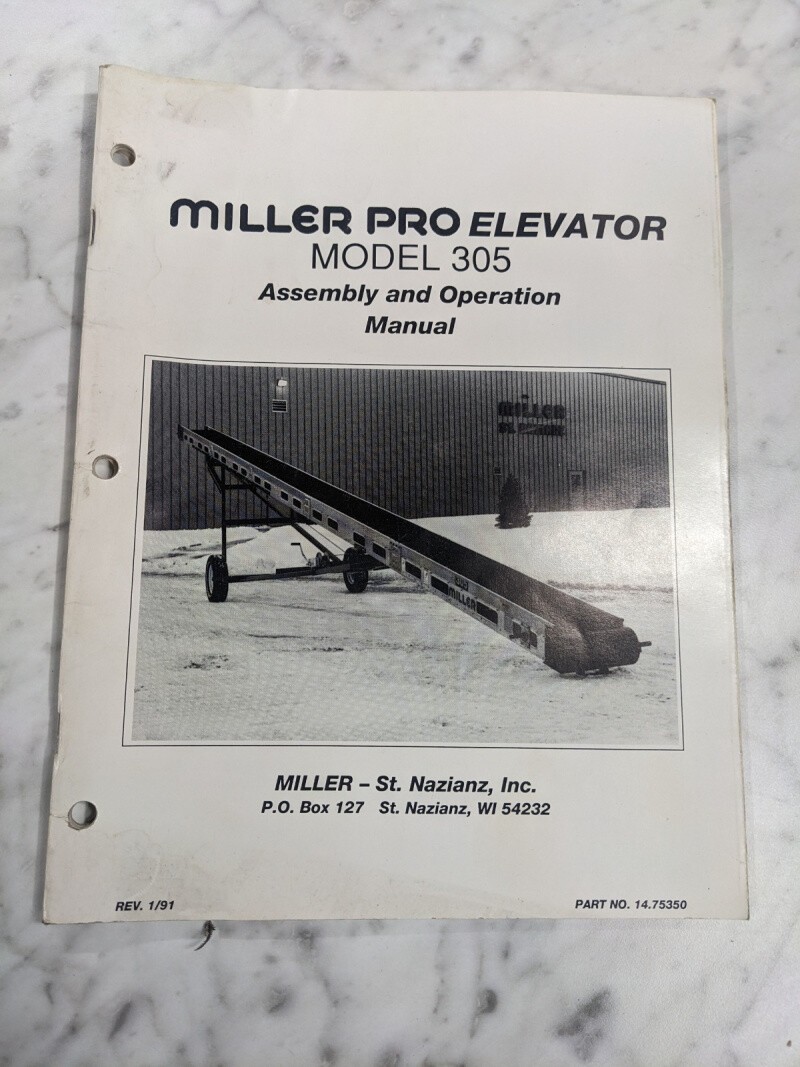 MILLER PRO ELEVATOR
MODEL 305
Assembly and Operation
Manual
MILLER
MILLER
MILLER – St. Nazianz, Inc.
P.O. Box 127 St. Nazianz, WI 54232
REV. 1/91
PART NO. 14.75350